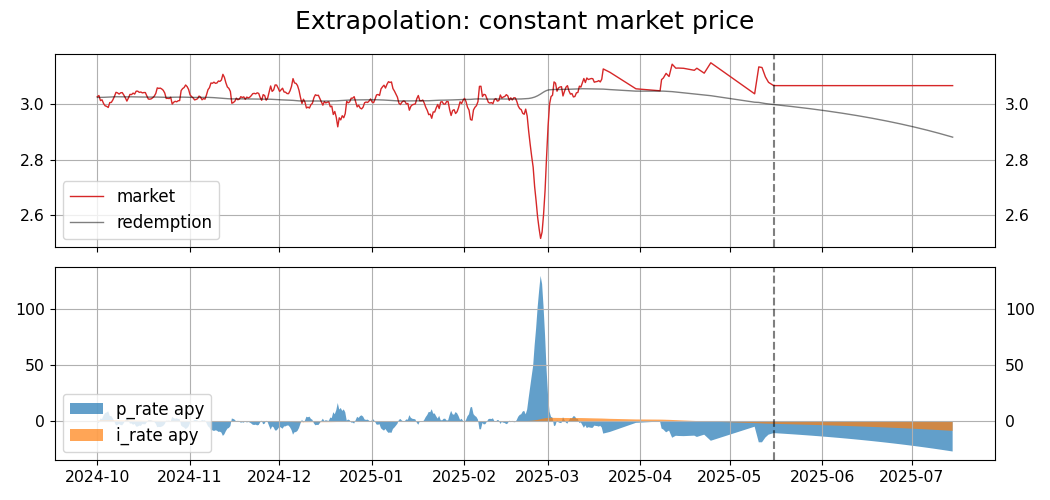 Extrapolation: constant market price
3.0 3.0
2.8 2.8
2.6 2.6
market
redemption
100 100
50 50
0 0
p_rate apy
i_rate apy
2024-10 2024-11 2024-12 2025-01 2025-02 2025-03 2025-04 2025-05 2025-06 2025-07